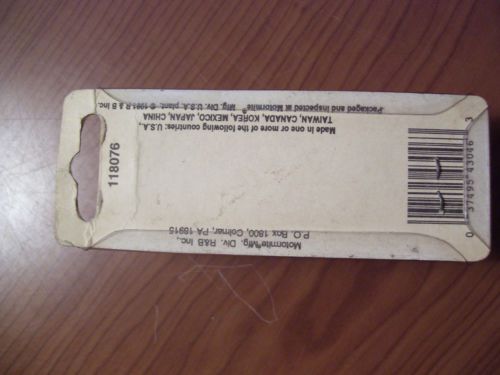 Motormite Mfg. Div. R&B Inc.,
P.O. Box 1800, Colmar, PA 18915
Made in one or more of the following countries: U.S.A.,
TAIWAN, CANADA, KOREA, MEXICO, JAPAN, CHINA
Packaged and inspected at Motormite® Mfg. Div. U.S.A. plant. © 1991 R & B Inc.
118076
0 37495 43046 3